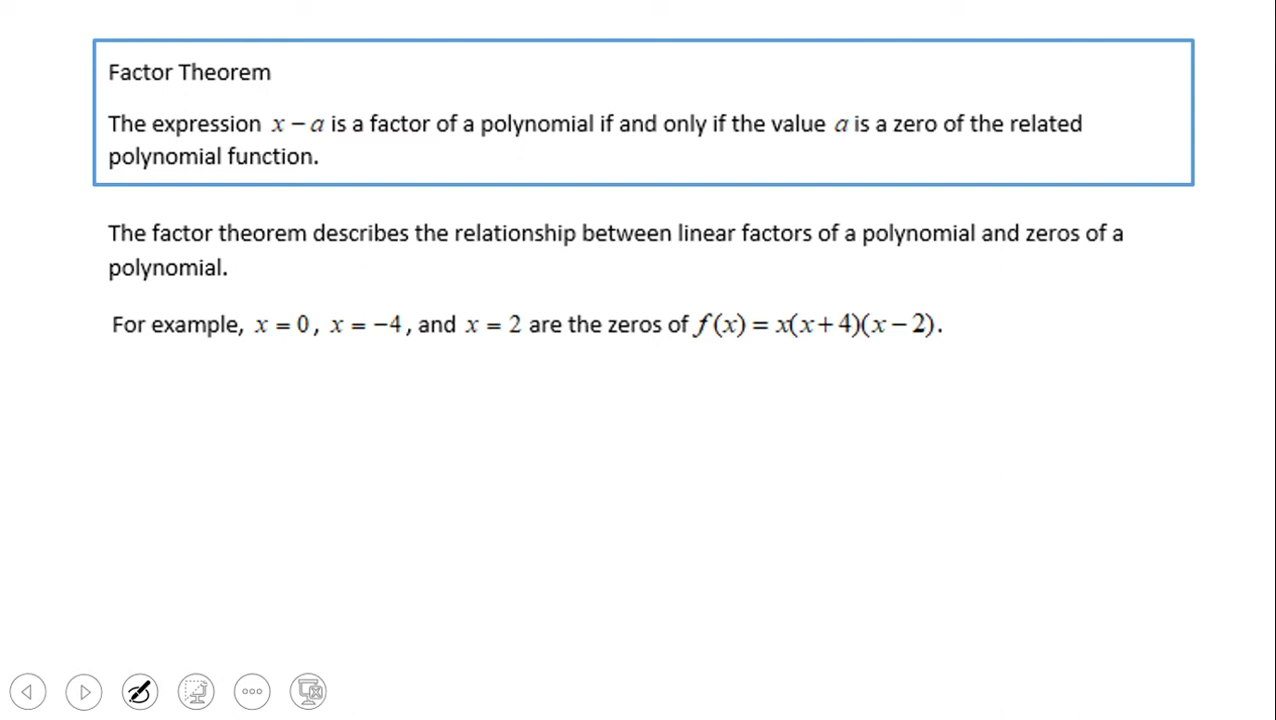 Factor Theorem
The expression x − a is a factor of a polynomial if and only if the value a is a zero of the related
polynomial function.
The factor theorem describes the relationship between linear factors of a polynomial and zeros of a
polynomial.
For example, x = 0, x = −4, and x = 2 are the zeros of f(x) = x(x + 4)(x − 2).